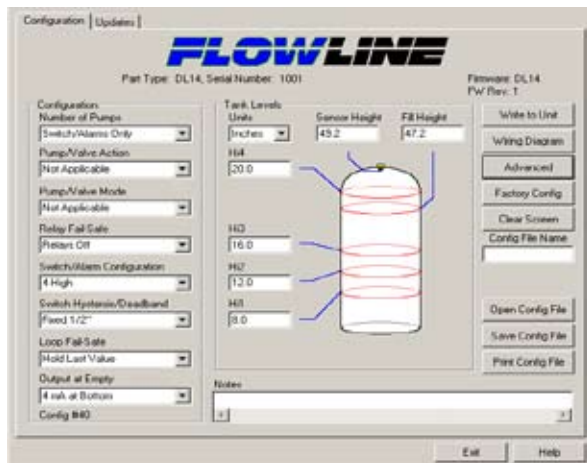 Configuration | Updates
FLOWLINE
Part Type: DL14, Serial Number: 1001
Firmware: DL14
FW Rev: 1
Configuration
Number of Pumps
Switch/Alarms Only
Pump/Valve Action
Not Applicable
Pump/Valve Mode
Not Applicable
Relay Fail-Safe
Relays Off
Switch/Alarm Configuration
4 High
Switch Hysteresis/Deadband
Fixed 1/2"
Loop Fail-Safe
Hold Last Value
Output at Empty
4 mA at Bottom
Config #40
Tank Levels
Units
Inches
Sensor Height
49.2
Fill Height
47.2
Hi4
20.0
Hi3
16.0
Hi2
12.0
Hi1
8.0
Notes
Write to Unit
Wiring Diagram
Advanced
Factory Config
Clear Screen
Config File Name
Open Config File
Save Config File
Print Config File
Exit
Help